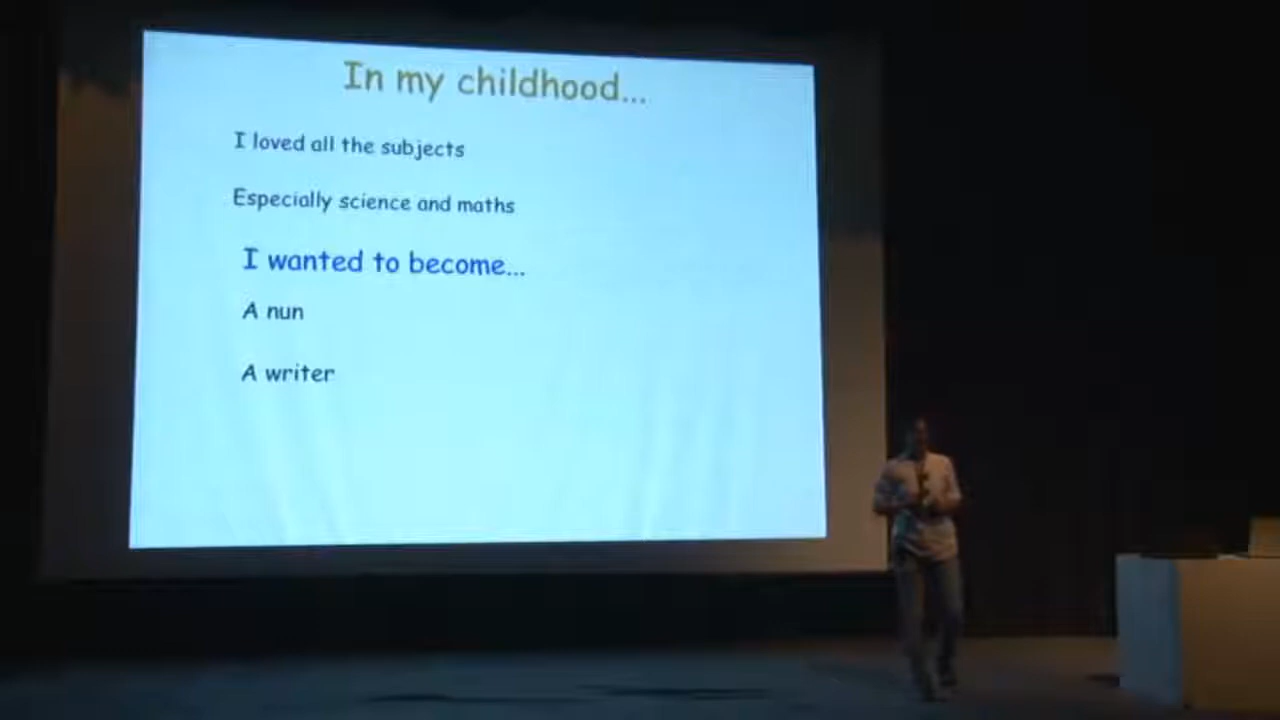 In my childhood...
I loved all the subjects
Especially science and maths
I wanted to become...
A nun
A writer